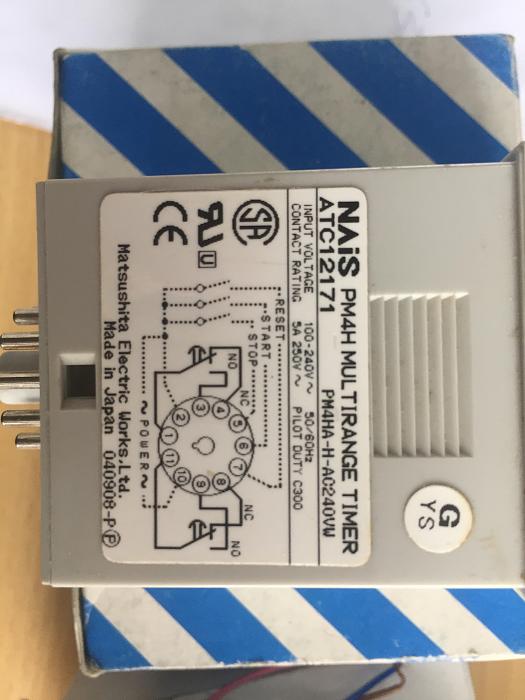 NAiS PM4H MULTIRANGE TIMER
ATC12171 PM4HA-H-AC240VW
INPUT VOLTAGE 100-240V~ 50/60Hz
CONTACT RATING 5A 250V~ PILOT DUTY C300
RESET
START
STOP
NO
NC
NC
NO
1
2
3
4
5
6
7
8
9
10
11
~POWER~
SA
U
CE
Matsushita Electric Works,Ltd.
Made in Japan 040908-P Ⓟ
G
YS